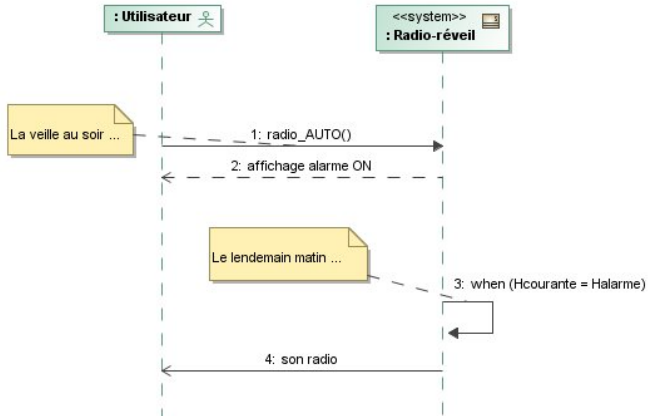 : Utilisateur
<<system>>
: Radio-réveil
La veille au soir ...
1: radio_AUTO()
2: affichage alarme ON
Le lendemain matin ...
3: when (Hcourante = Halarme)
4: son radio